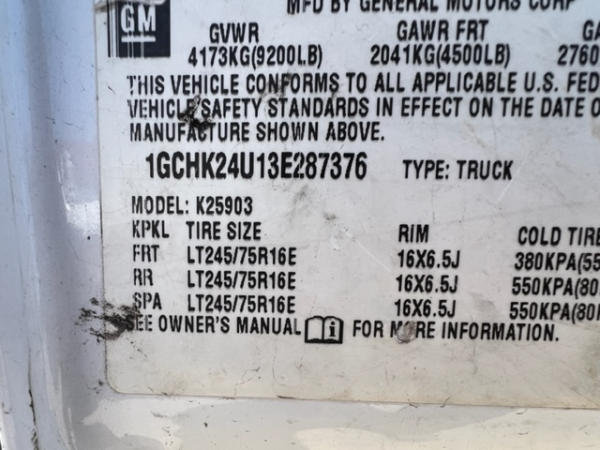 GM
MFD BY GENERAL MOTORS CORP
GVWR GAWR FRT GA
4173KG(9200LB) 2041KG(4500LB) 2760
THIS VEHICLE CONFORMS TO ALL APPLICABLE U.S. FED
VEHICLE SAFETY STANDARDS IN EFFECT ON THE DATE O
MANUFACTURE SHOWN ABOVE.
1GCHK24U13E287376 TYPE: TRUCK
MODEL: K25903
KPKL TIRE SIZE RIM COLD TIRE
FRT LT245/75R16E 16X6.5J 380KPA(55
RR LT245/75R16E 16X6.5J 550KPA(80
SPA LT245/75R16E 16X6.5J 550KPA(80
SEE OWNER'S MANUAL i FOR MORE INFORMATION.